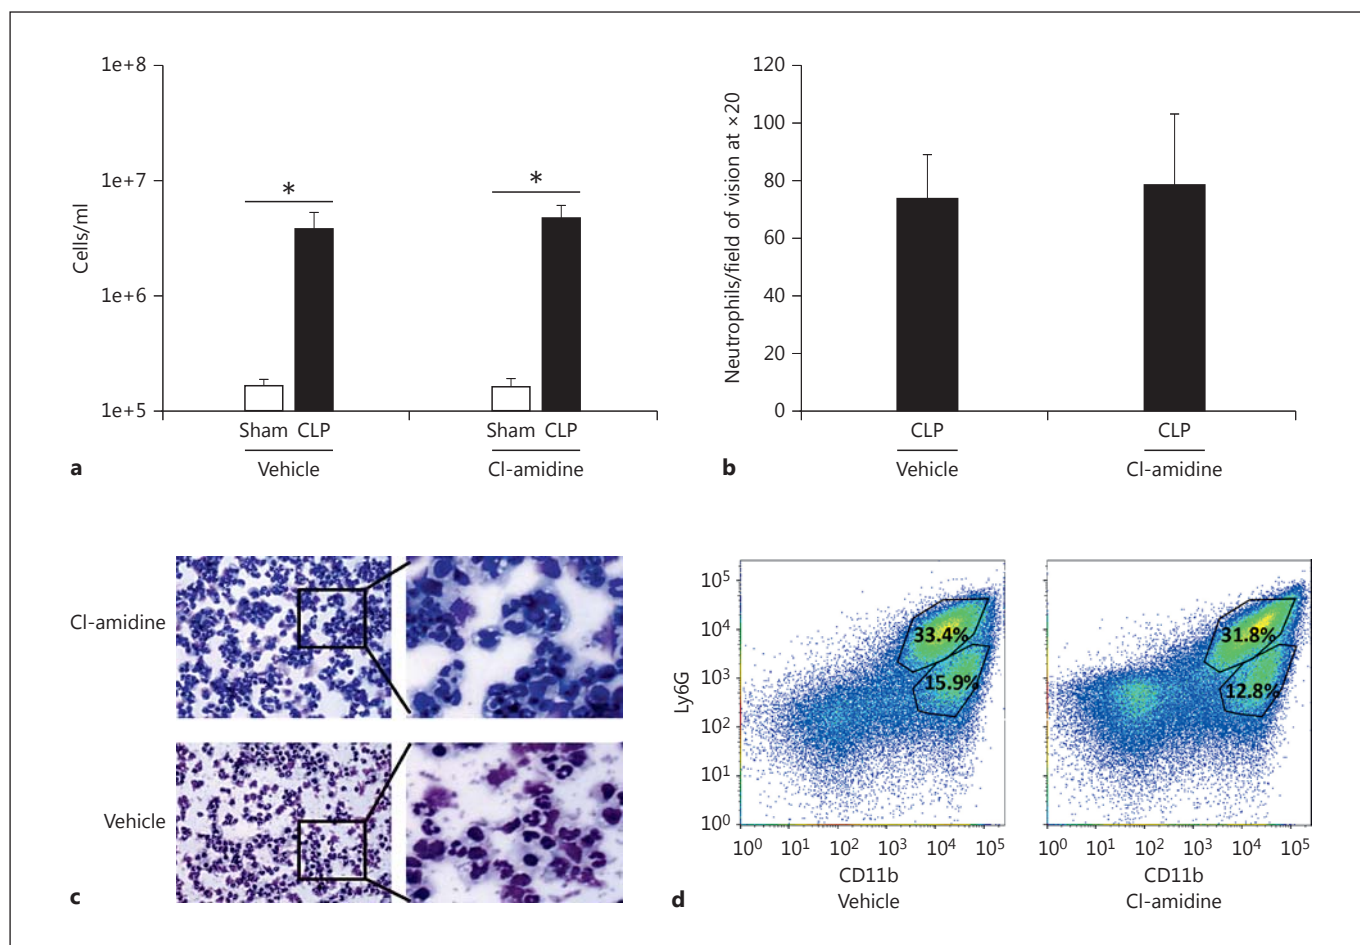 1e+8
1e+7
1e+6
1e+5
Cells/ml
*
*
Sham CLP
Sham CLP
Vehicle
Cl-amidine
a
120
100
80
60
40
20
0
Neutrophils/field of vision at ×20
CLP
CLP
Vehicle
Cl-amidine
b
Cl-amidine
Vehicle
c
10⁵
10⁴
10³
10²
10¹
10⁰
Ly6G
33.4%
15.9%
10⁰ 10¹ 10² 10³ 10⁴ 10⁵
CD11b
Vehicle
31.8%
12.8%
10⁰ 10¹ 10² 10³ 10⁴ 10⁵
CD11b
Cl-amidine
d